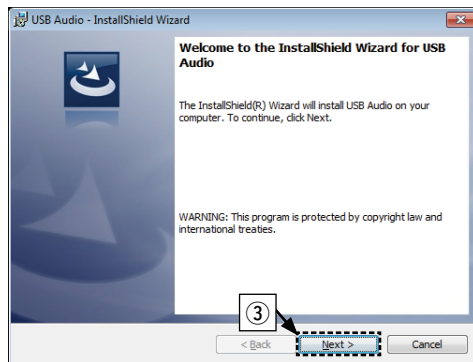 USB Audio - InstallShield Wizard
Welcome to the InstallShield Wizard for USB
Audio
The InstallShield(R) Wizard will install USB Audio on your
computer. To continue, click Next.
WARNING: This program is protected by copyright law and
international treaties.
③
< Back Next > Cancel